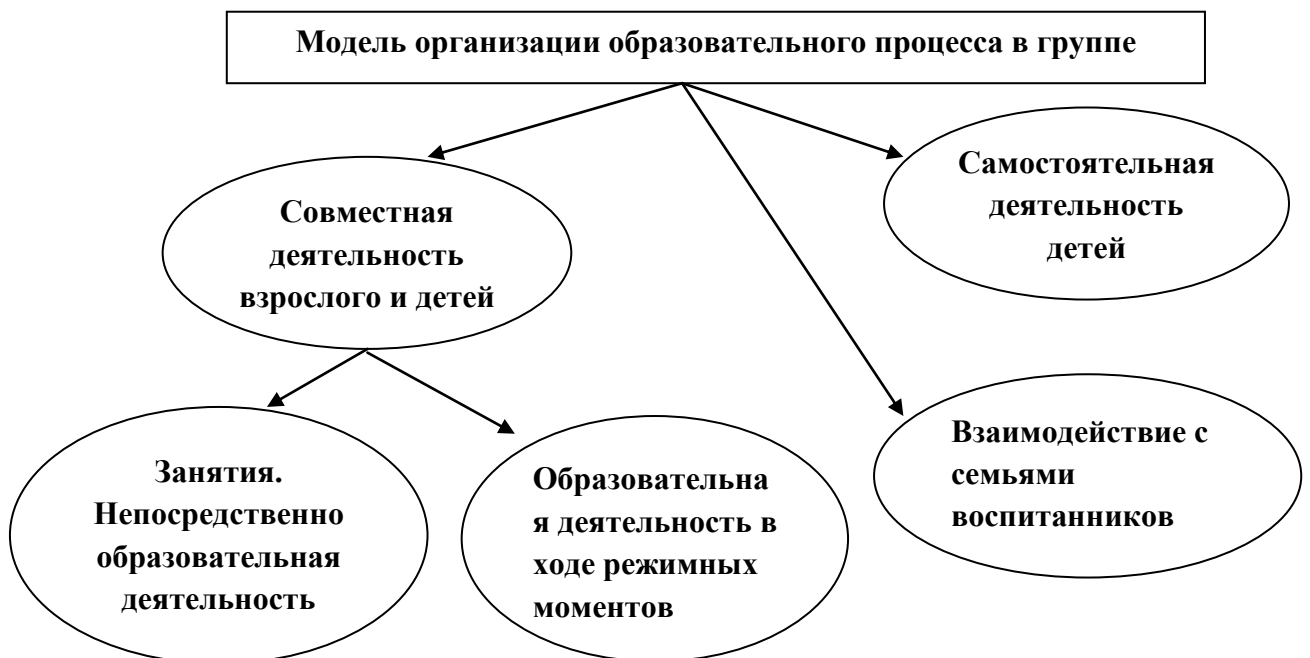 Модель организации образовательного процесса в группе
Совместная
деятельность
взрослого и детей
Самостоятельная
деятельность
детей
Занятия.
Непосредственно
образовательная
деятельность
Образовательна
я деятельность в
ходе режимных
моментов
Взаимодействие с
семьями
воспитанников